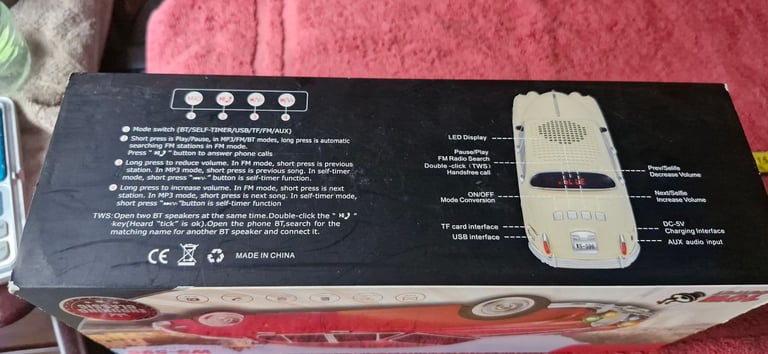 Mode switch (BT/SELF-TIMER/USB/TF/FM/AUX)
Short press is Play/Pause, in MP3/FM/BT modes, long press is automatic
searching FM stations in FM mode.
Press " " button to answer phone calls
Long press to reduce volume. In FM mode, short press is previous
station. In MP3 mode, short press is previous song. In self-timer
mode, short press " "button is self-timer function
Long press to increase volume. In FM mode, short press is next
station. In MP3 mode, short press is next song. In self-timer
mode, short press " "button is self-timer function
TWS:Open two BT speakers at the same time.Double-click the " "
-key(Heard "tick" is ok).Open the phone BT,search for the
matching name for another BT speaker and connect it.
CE MADE IN CHINA
LED Display
Pause/Play
FM Radio Search
Double -click (TWS)
Handsfree call
ON/OFF
Mode Conversion
TF card interface
USB interface
Prev/Selfie
Decrease Volume
Next/Selfie
Increase Volume
DC-5V
Charging Interface
AUX audio input